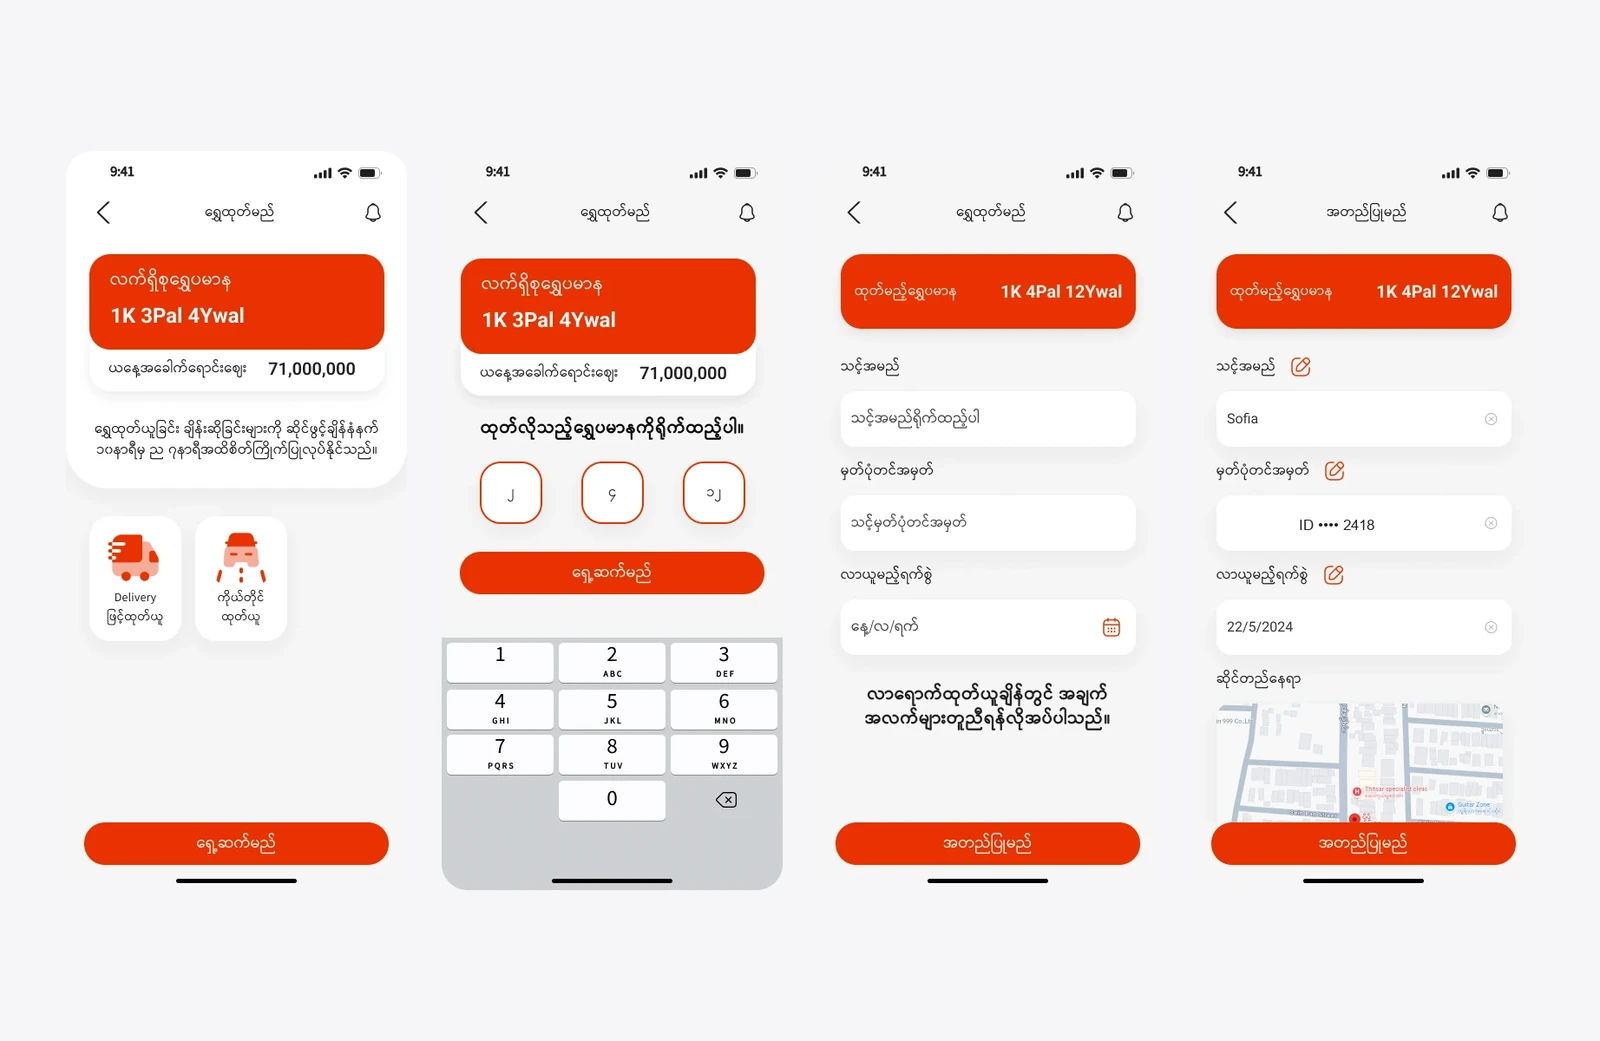 9:41
ရွှေထုတ်မည်
လက်ရှိစုရွှေပမာန
1K 3Pal 4Ywal
ယနေ့အခေါက်ရောင်းဈေး 71,000,000
ရွှေထုတ်ယူခြင်း ချိန်းဆိုခြင်းများကို ဆိုင်ဖွင့်ချိန်နံနက်
၁၀နာရီမှ ည ၇နာရီအထိစိတ်ကြိုက်ပြုလုပ်နိုင်သည်။
Delivery
ဖြင့်ထုတ်ယူ
ကိုယ်တိုင်
ထုတ်ယူ
ရှေ့ဆက်မည်
9:41
ရွှေထုတ်မည်
လက်ရှိစုရွှေပမာန
1K 3Pal 4Ywal
ယနေ့အခေါက်ရောင်းဈေး 71,000,000
ထုတ်လိုသည့်ရွှေပမာနကိုရိုက်ထည့်ပါ။
၂ ၄ ၁၂
ရှေ့ဆက်မည်
1 2 3
ABC DEF
4 5 6
GHI JKL MNO
7 8 9
PQRS TUV WXYZ
0
9:41
ရွှေထုတ်မည်
ထုတ်မည့်ရွှေပမာန 1K 4Pal 12Ywal
သင့်အမည်
သင့်အမည်ရိုက်ထည့်ပါ
မှတ်ပုံတင်အမှတ်
သင့်မှတ်ပုံတင်အမှတ်
လာယူမည့်ရက်စွဲ
နေ့/လ/ရက်
လာရောက်ထုတ်ယူချိန်တွင် အချက်
အလက်များတူညီရန်လိုအပ်ပါသည်။
အတည်ပြုမည်
9:41
အတည်ပြုမည်
ထုတ်မည့်ရွှေပမာန 1K 4Pal 12Ywal
သင့်အမည်
Sofia
မှတ်ပုံတင်အမှတ်
ID •••• 2418
လာယူမည့်ရက်စွဲ
22/5/2024
ဆိုင်တည်နေရာ
in 999 Co.,Lt
Thitsar specialist clinic
Guitar Zone
အတည်ပြုမည်